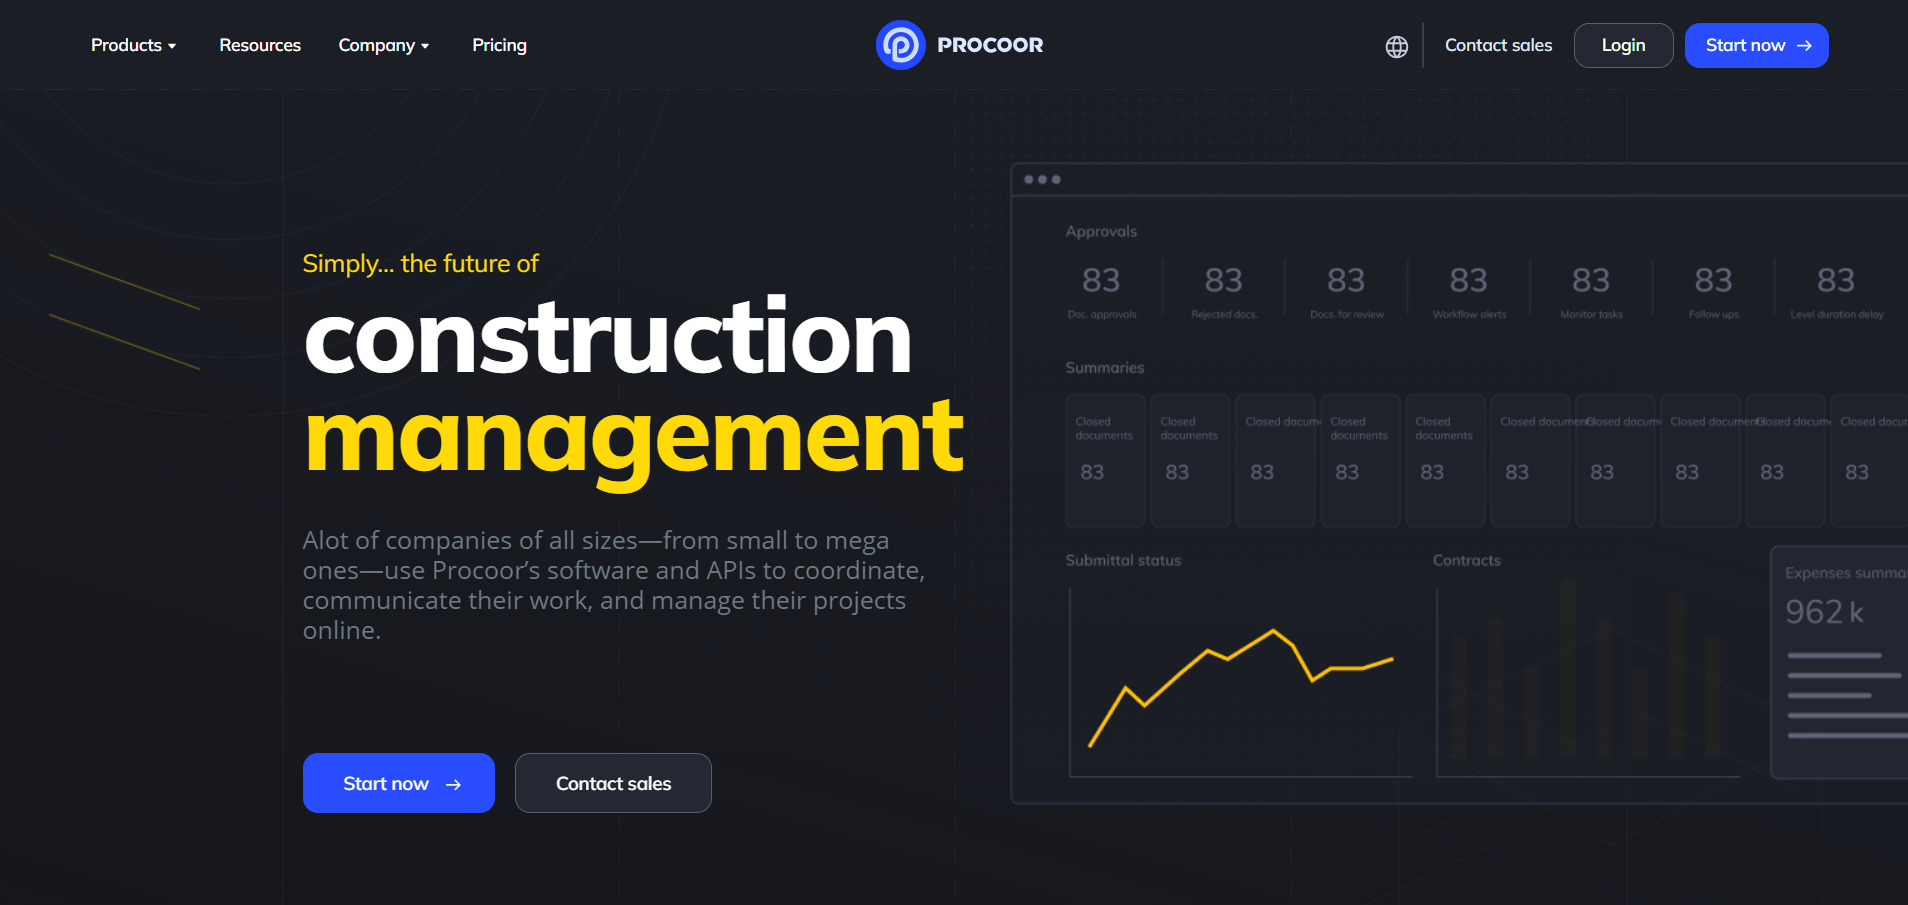 Products
Resources
Company
Pricing
PROCOOR
Contact sales
Login
Start now
Simply... the future of
construction
management
Alot of companies of all sizes—from small to mega
ones—use Procoor’s software and APIs to coordinate,
communicate their work, and manage their projects
online.
Start now
Contact sales
Approvals
83 83 83 83 83 83 83
Doc. approvals Rejected docs. Docs. for review Workflow alerts Monitor tasks Follow ups Level duration delay
Summaries
Closed Closed Closed docum Closed Closed Closed document Closed docum Closed document Closed docum Closed docu
documents documents documents documents
83 83 83 83 83 83 83 83 83 83
Submittal status
Contracts
Expenses summa
962 k